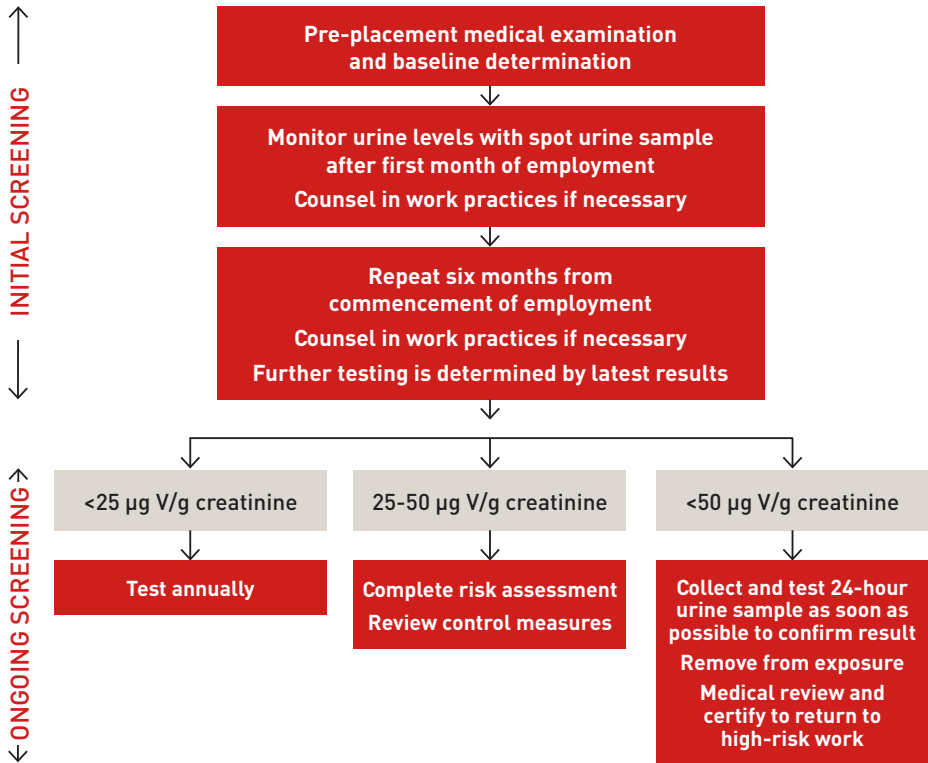 INITIAL SCREENING
Pre-placement medical examination
and baseline determination
Monitor urine levels with spot urine sample
after first month of employment
Counsel in work practices if necessary
Repeat six months from
commencement of employment
Counsel in work practices if necessary
Further testing is determined by latest results
ONGOING SCREENING
<25 µg V/g creatinine
25-50 µg V/g creatinine
<50 µg V/g creatinine
Test annually
Complete risk assessment
Review control measures
Collect and test 24-hour
urine sample as soon as
possible to confirm result
Remove from exposure
Medical review and
certify to return to
high-risk work